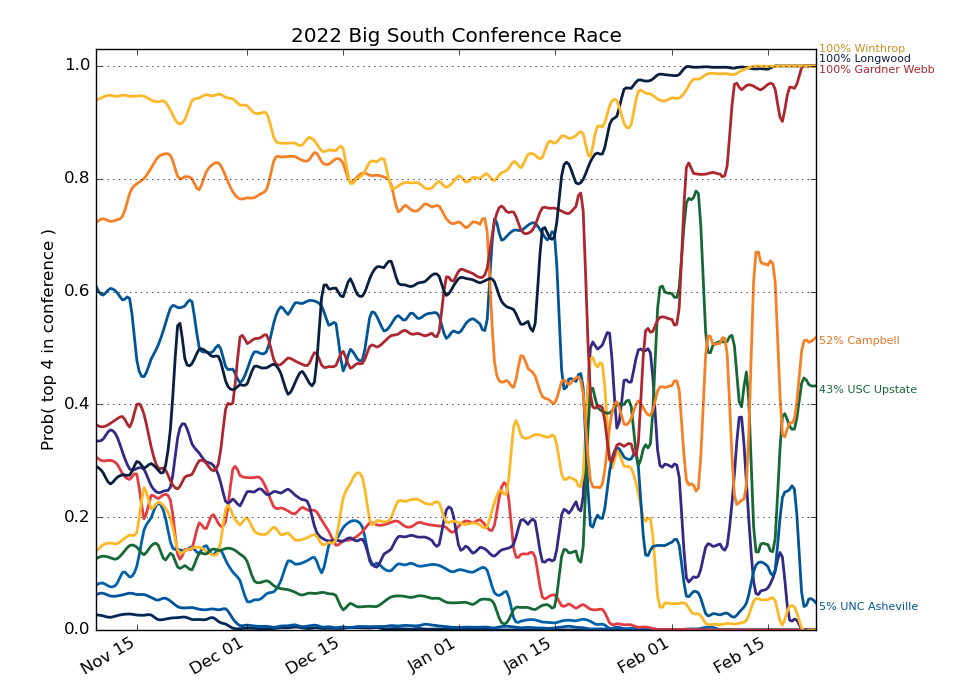 2022 Big South Conference Race
100% Winthrop
100% Longwood
100% Gardner Webb
52% Campbell
43% USC Upstate
5% UNC Asheville
Prob( top 4 in conference )
1.0
0.8
0.6
0.4
0.2
0.0
Nov 15
Dec 01
Dec 15
Jan 01
Jan 15
Feb 01
Feb 15